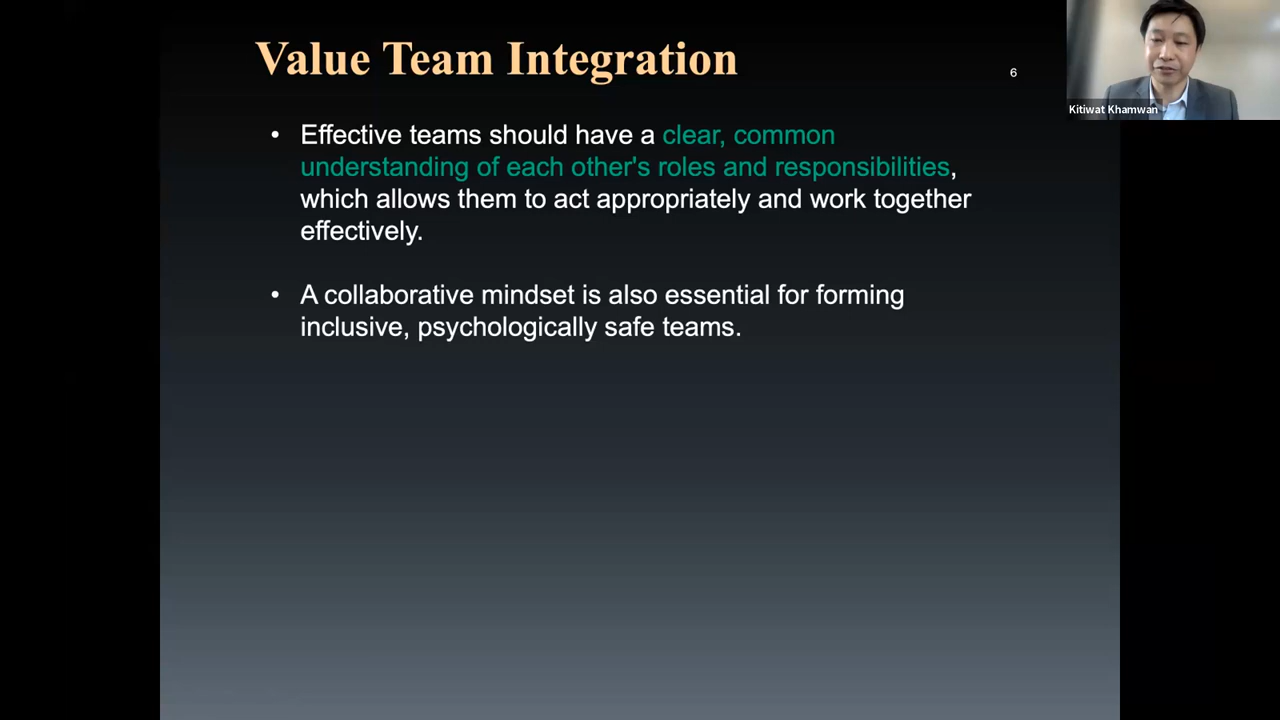 Value Team Integration
6
Kitiwat Khamwan
• Effective teams should have a clear, common
understanding of each other's roles and responsibilities,
which allows them to act appropriately and work together
effectively.
• A collaborative mindset is also essential for forming
inclusive, psychologically safe teams.